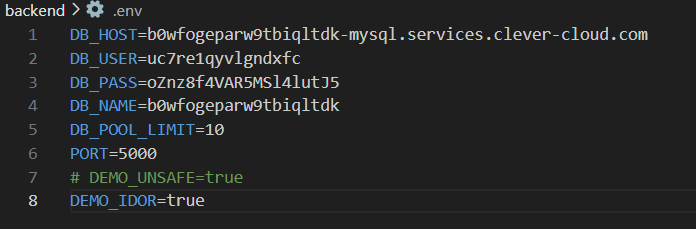 backend > .env
1 DB_HOST=b0wfogeparw9tbiqltdk-mysql.services.clever-cloud.com
2 DB_USER=uc7re1qyvlgndxfc
3 DB_PASS=oZnz8f4VAR5MSl4lutJ5
4 DB_NAME=b0wfogeparw9tbiqltdk
5 DB_POOL_LIMIT=10
6 PORT=5000
7 # DEMO_UNSAFE=true
8 DEMO_IDOR=true